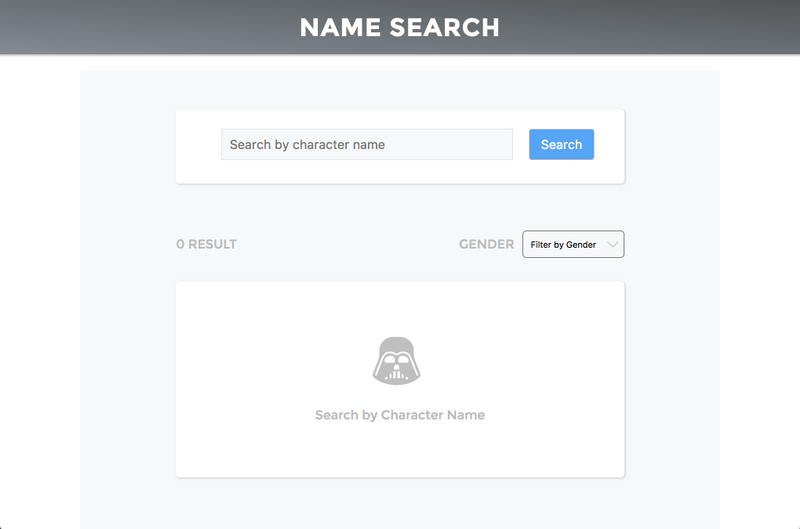 NAME SEARCH
Search by character name
Search
0 RESULT
GENDER
Filter by Gender
Search by Character Name